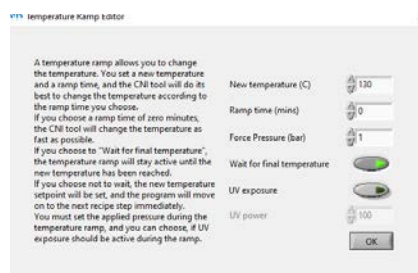 Temperature Ramp Editor
A temperature ramp allows you to change
the temperature. You set a new temperature
and a ramp time, and the CNI tool will do its
best to change the temperature according to
the ramp time you choose.
If you choose a ramp time of zero minutes,
the CNI tool will change the temperature as
fast as possible.
If you choose to "Wait for final temperature",
the temperature ramp will stay active until the
new temperature has been reached.
If you choose not to wait, the new temperature
setpoint will be set, and the program will move
on to the next recipe step immediately.
You must set the applied pressure during the
temperature ramp, and you can choose, if UV
exposure should be active during the ramp.
New temperature (C) 130
Ramp time (mins) 0
Force Pressure (bar) 1
Wait for final temperature
UV exposure
UV power 100
OK